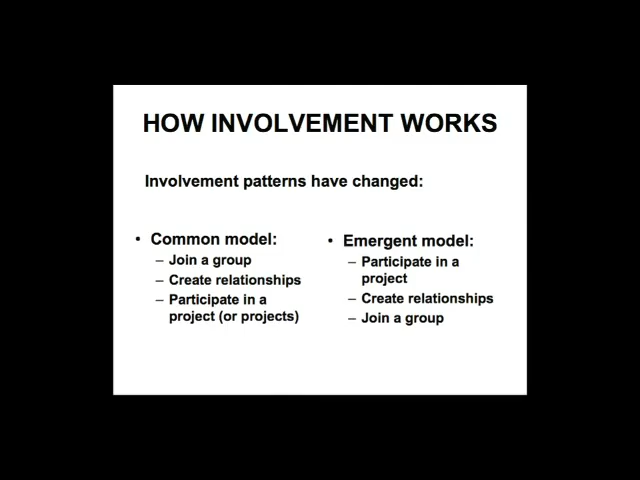 HOW INVOLVEMENT WORKS
Involvement patterns have changed:
• Common model:
– Join a group
– Create relationships
– Participate in a
project (or projects)
• Emergent model:
– Participate in a
project
– Create relationships
– Join a group